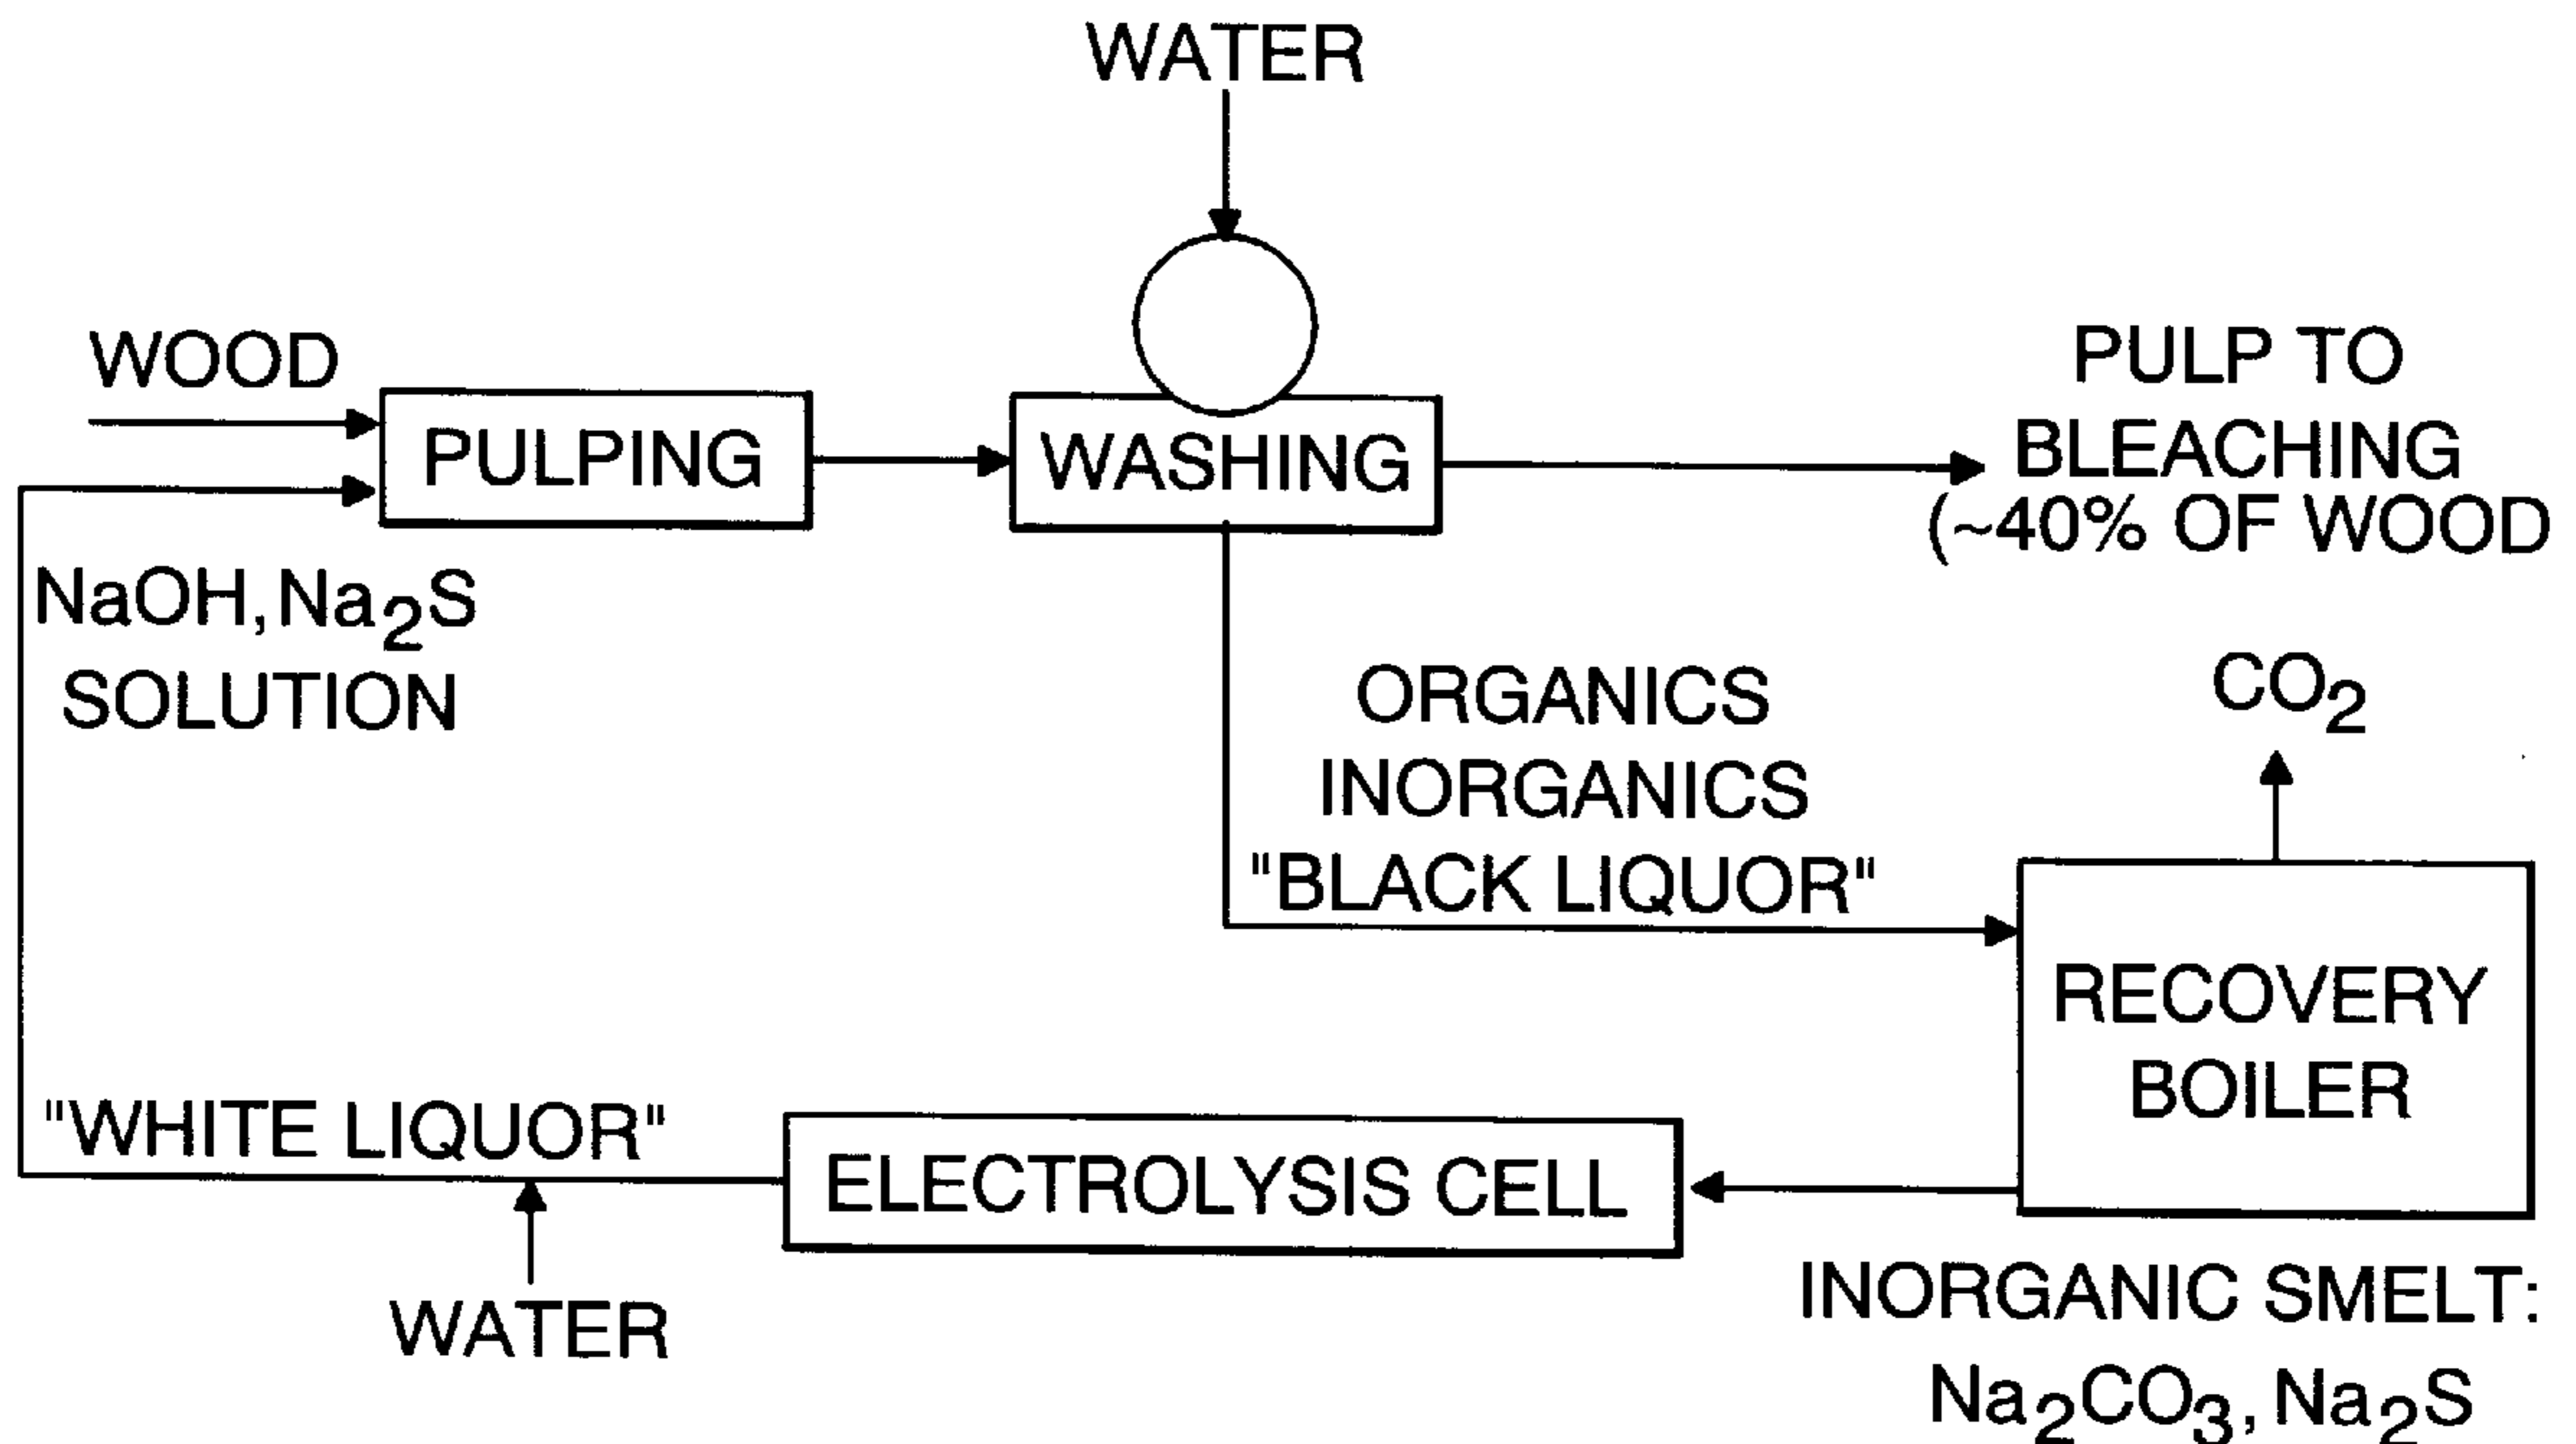 WATER
WOOD
PULPING
WASHING
PULP TO
BLEACHING
(~40% OF WOOD
NaOH, Na2S
SOLUTION
ORGANICS
INORGANICS
"BLACK LIQUOR"
CO2
RECOVERY
BOILER
"WHITE LIQUOR"
ELECTROLYSIS CELL
WATER
INORGANIC SMELT:
Na2CO3, Na2S